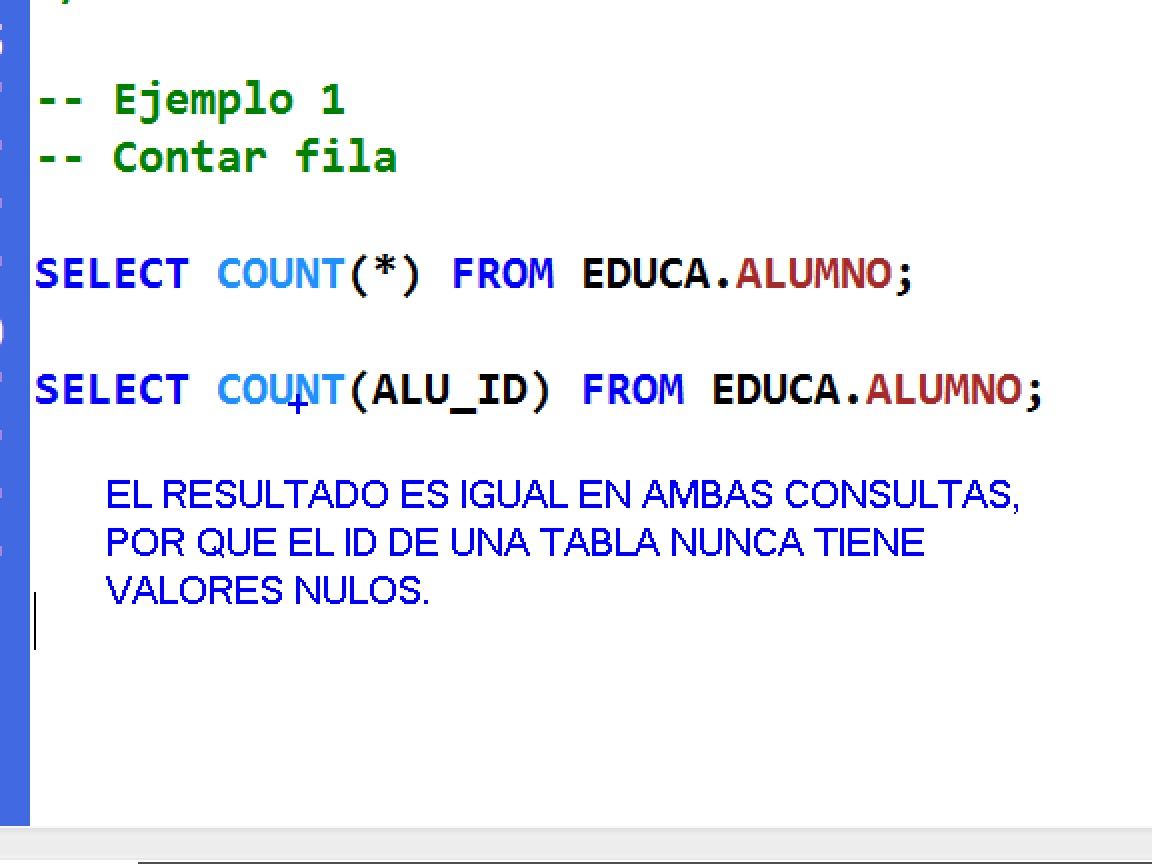 -- Ejemplo 1
-- Contar fila
SELECT COUNT(*) FROM EDUCA.ALUMNO;
SELECT COUNT(ALU_ID) FROM EDUCA.ALUMNO;
EL RESULTADO ES IGUAL EN AMBAS CONSULTAS,
POR QUE EL ID DE UNA TABLA NUNCA TIENE
VALORES NULOS.